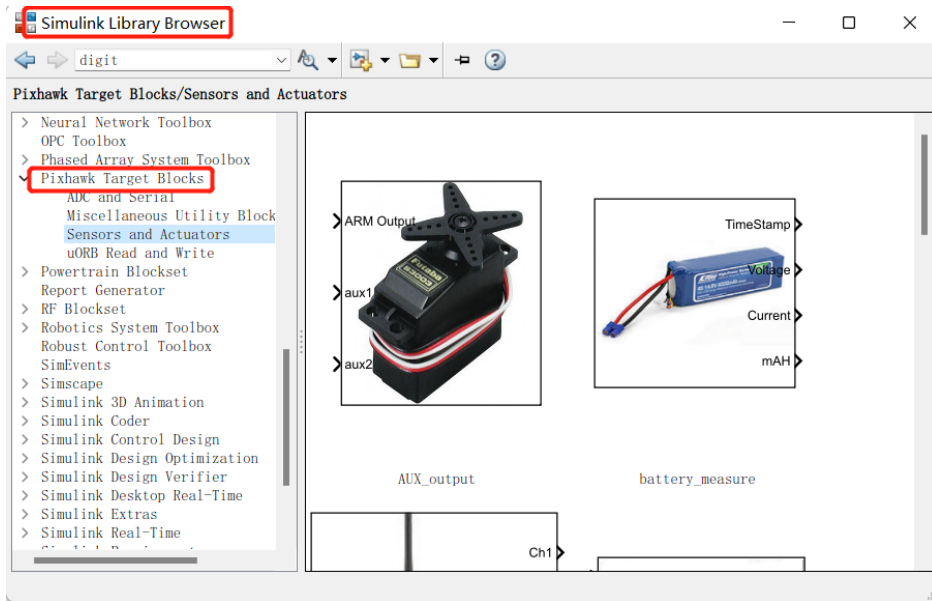 Simulink Library Browser
digit
Pixhawk Target Blocks/Sensors and Actuators
Neural Network Toolbox
OPC Toolbox
Phased Array System Toolbox
Pixhawk Target Blocks
ADC and Serial
Miscellaneous Utility Block
Sensors and Actuators
uORB Read and Write
Powertrain Blockset
Report Generator
RF Blockset
Robotics System Toolbox
Robust Control Toolbox
SimEvents
Simscape
Simulink 3D Animation
Simulink Coder
Simulink Control Design
Simulink Design Optimization
Simulink Design Verifier
Simulink Desktop Real-Time
Simulink Extras
Simulink Real-Time
ARM Output
aux1
aux2
Futaba
S3003
AUX_output
TimeStamp
Voltage
Current
mAH
battery_measure
Ch1